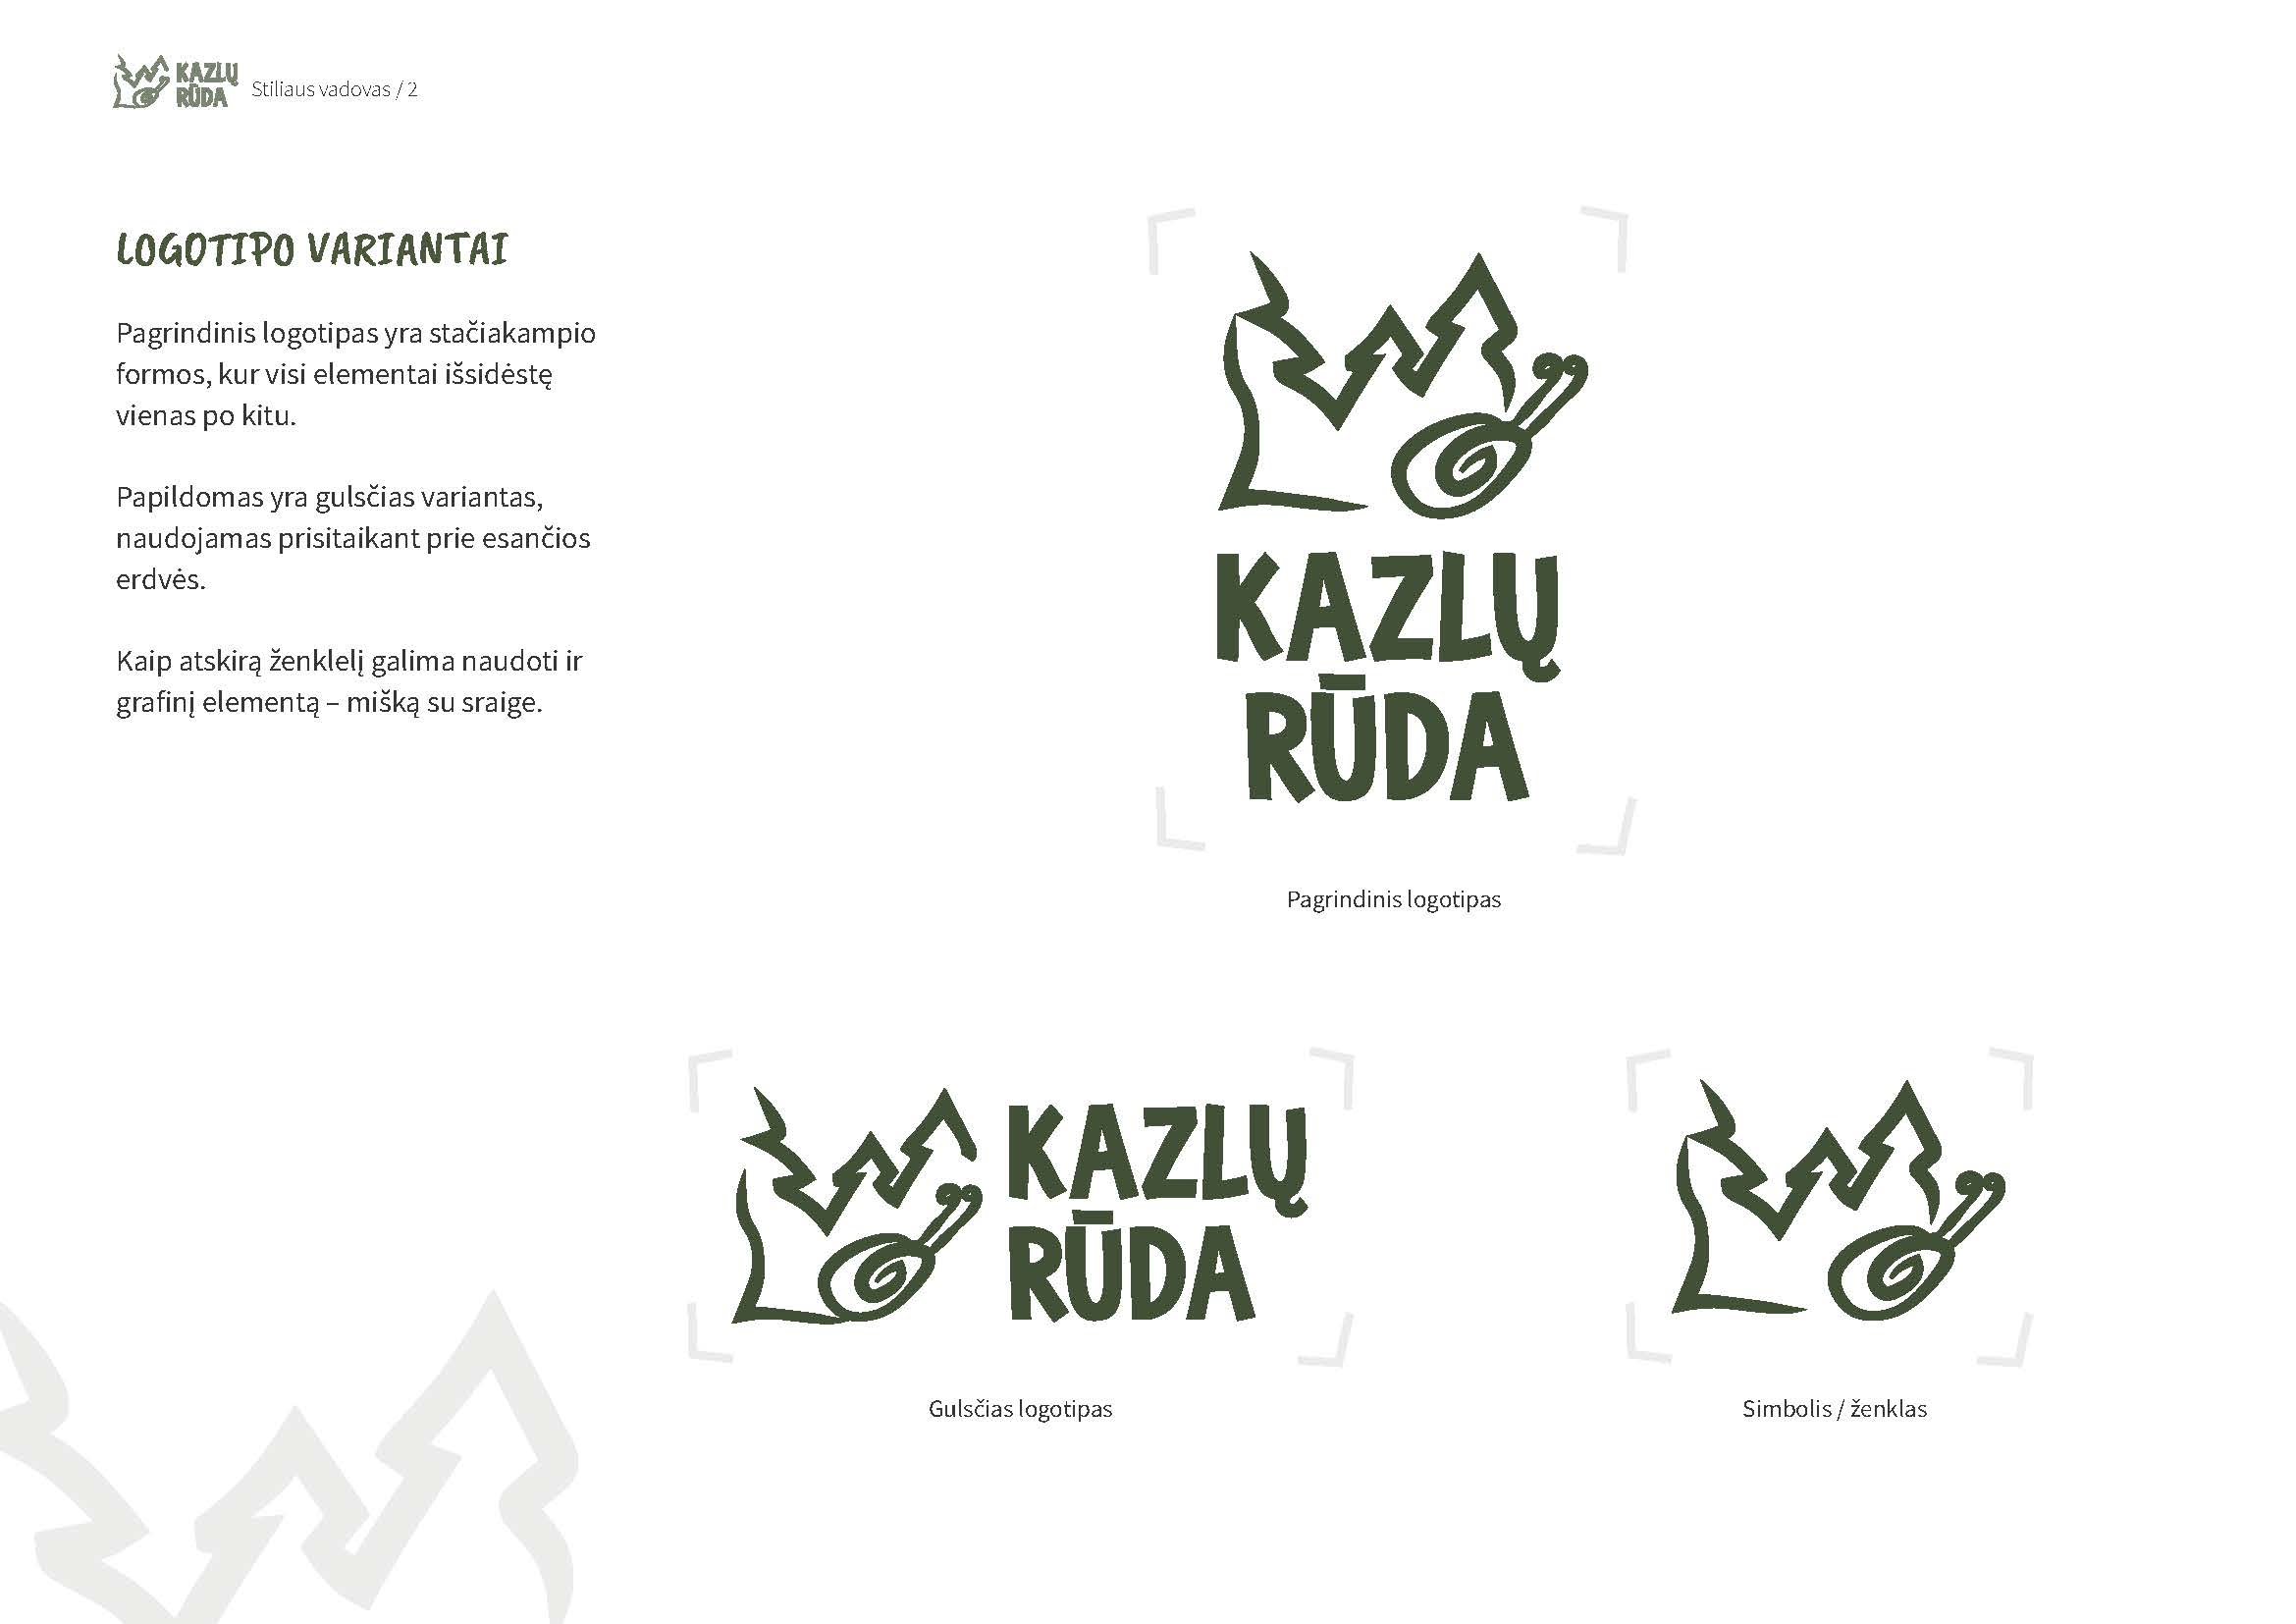 KAZLŲ
RŪDA
Stiliaus vadovas / 2
LOGOTIPO VARIANTAI
Pagrindinis logotipas yra stačiakampio
formos, kur visi elementai išsidėstę
vienas po kitu.
Papildomas yra gulsčias variantas,
naudojamas prisitaikant prie esančios
erdvės.
Kaip atskirą ženklelį galima naudoti ir
grafinį elementą – mišką su sraige.
KAZLŲ
RŪDA
Pagrindinis logotipas
KAZLŲ
RŪDA
Gulsčias logotipas
Simbolis / ženklas